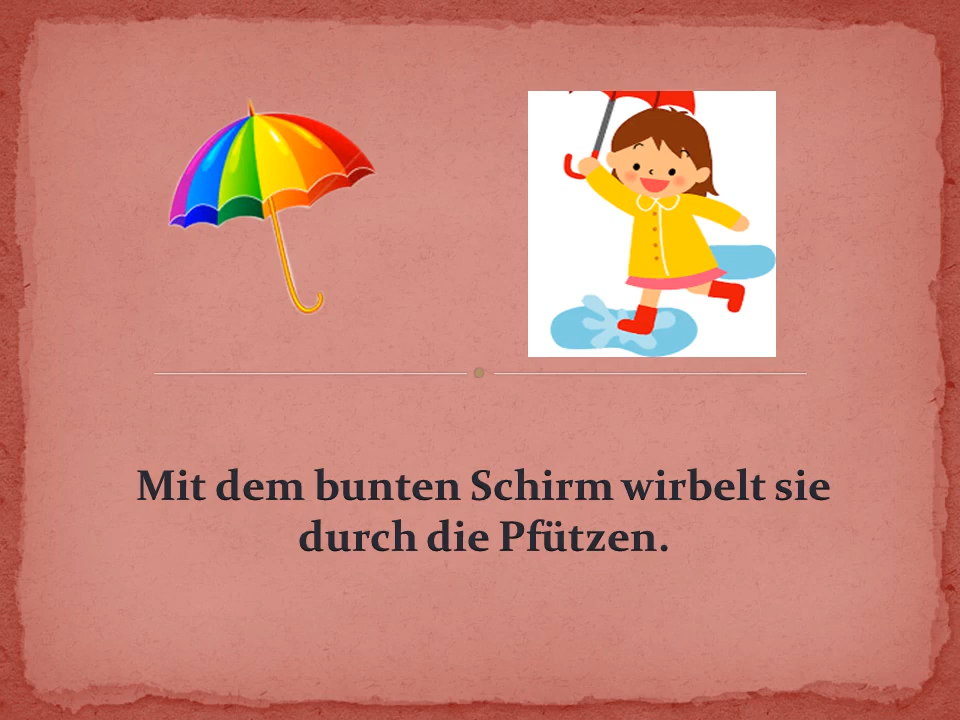 Mit dem bunten Schirm wirbelt sie
durch die Pfützen.